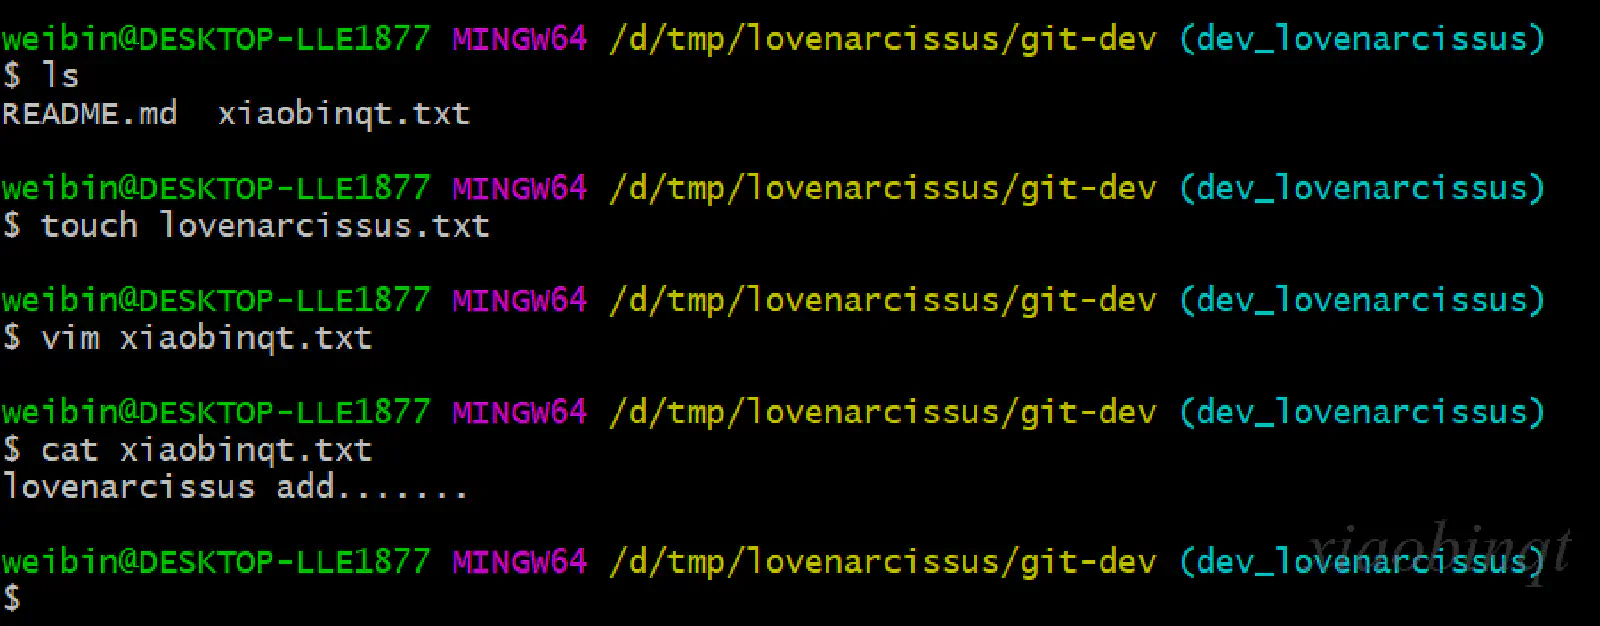 weibin@DESKTOP-LLE1877 MINGW64 /d/tmp/lovenarcissus/git-dev (dev_lovenarcissus)
$ ls
README.md  xiaobinqt.txt
weibin@DESKTOP-LLE1877 MINGW64 /d/tmp/lovenarcissus/git-dev (dev_lovenarcissus)
$ touch lovenarcissus.txt
weibin@DESKTOP-LLE1877 MINGW64 /d/tmp/lovenarcissus/git-dev (dev_lovenarcissus)
$ vim xiaobinqt.txt
weibin@DESKTOP-LLE1877 MINGW64 /d/tmp/lovenarcissus/git-dev (dev_lovenarcissus)
$ cat xiaobinqt.txt
lovenarcissus add.......
weibin@DESKTOP-LLE1877 MINGW64 /d/tmp/lovenarcissus/git-dev (dev_lovenarcissus)
$
xiaobinqt